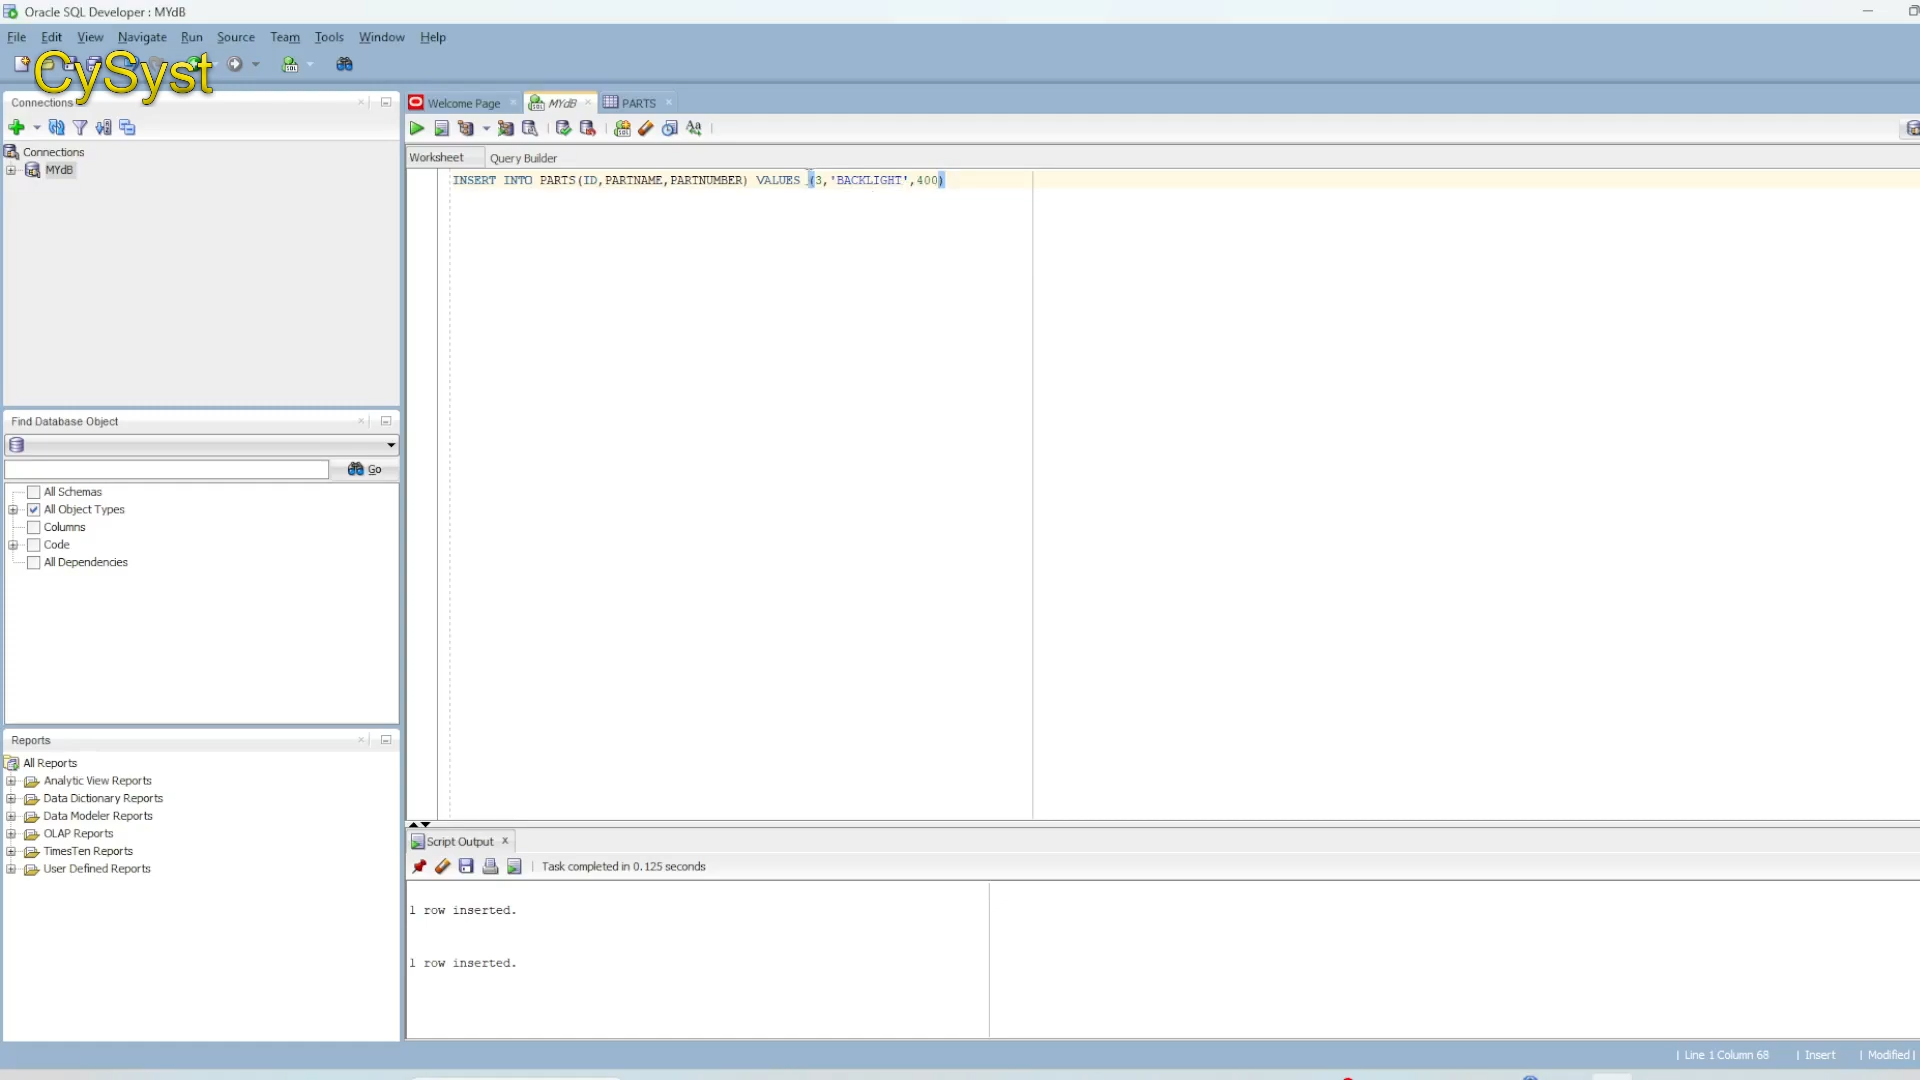 Oracle SQL Developer : MYdB
File Edit View Navigate Run Source Team Tools Window Help
CySyst
Connections
Connections
MYdB
Find Database Object
Go
All Schemas
All Object Types
Columns
Code
All Dependencies
Reports
All Reports
Analytic View Reports
Data Dictionary Reports
Data Modeler Reports
OLAP Reports
TimesTen Reports
User Defined Reports
Welcome Page MYdB PARTS
Worksheet Query Builder
INSERT INTO PARTS(ID,PARTNAME,PARTNUMBER) VALUES (3,'BACKLIGHT',400)
Script Output
Task completed in 0.125 seconds
1 row inserted.
1 row inserted.
Line 1 Column 68 | Insert | Modified